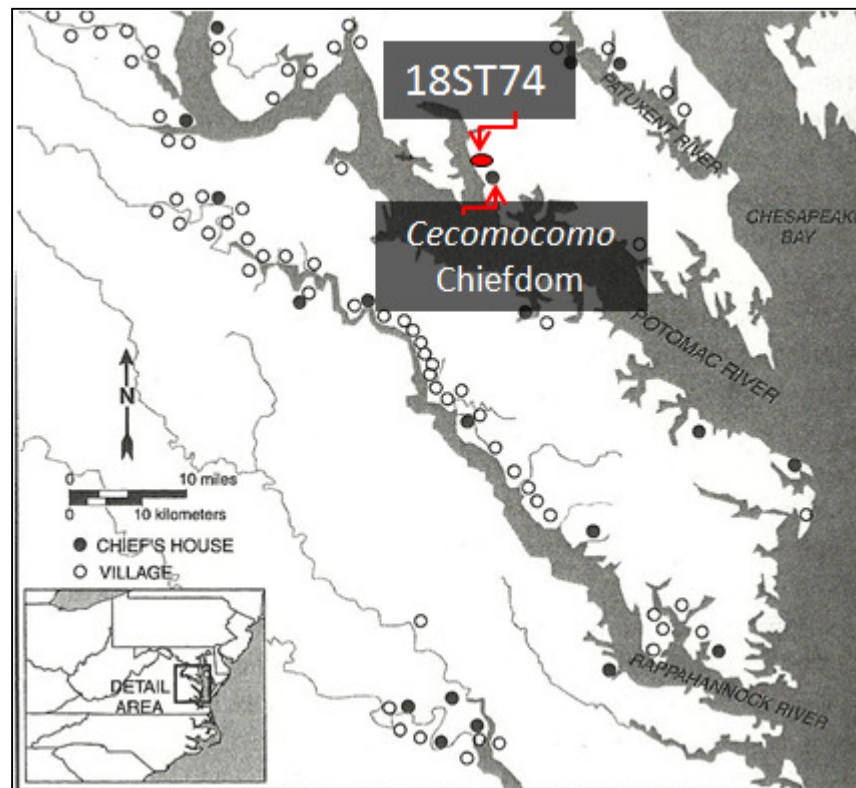 18ST74
PATUXENT RIVER
Cecomocomo
Chiefdom
CHESAPEAKE
BAY
POTOMAC RIVER
N
0 10 miles
0 10 kilometers
CHIEF'S HOUSE
VILLAGE
DETAIL
AREA
RAPPAHANNOCK RIVER